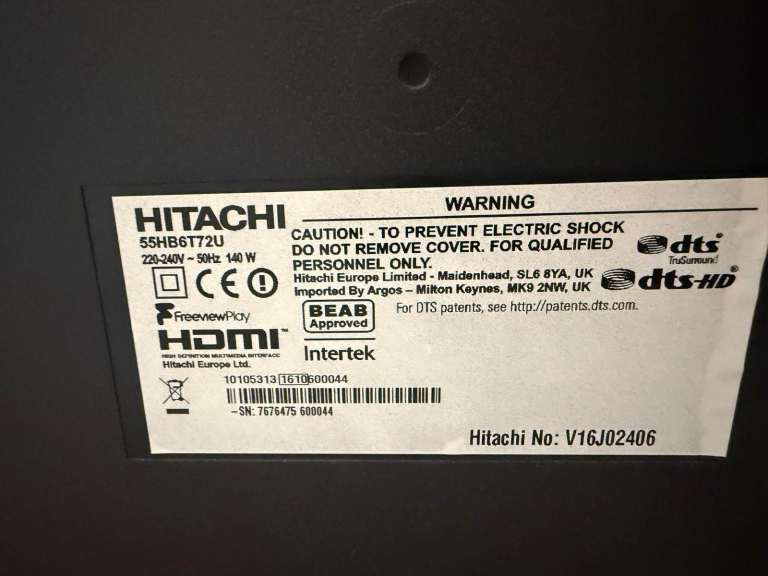 HITACHI
55HB6T72U
220-240V ~ 50Hz 140 W
CE
FreeviewPlay
HDMI™
HIGH DEFINITION MULTIMEDIA INTERFACE
Hitachi Europe Ltd.
WARNING
CAUTION! - TO PREVENT ELECTRIC SHOCK
DO NOT REMOVE COVER. FOR QUALIFIED
PERSONNEL ONLY.
Hitachi Europe Limited - Maidenhead, SL6 8YA, UK
Imported By Argos – Milton Keynes, MK9 2NW, UK
dts®
TruSurround
dts-HD®
BEAB
Approved
Intertek
For DTS patents, see http://patents.dts.com.
10105313 1610 600044
–SN: 7676475 600044
Hitachi No: V16J02406